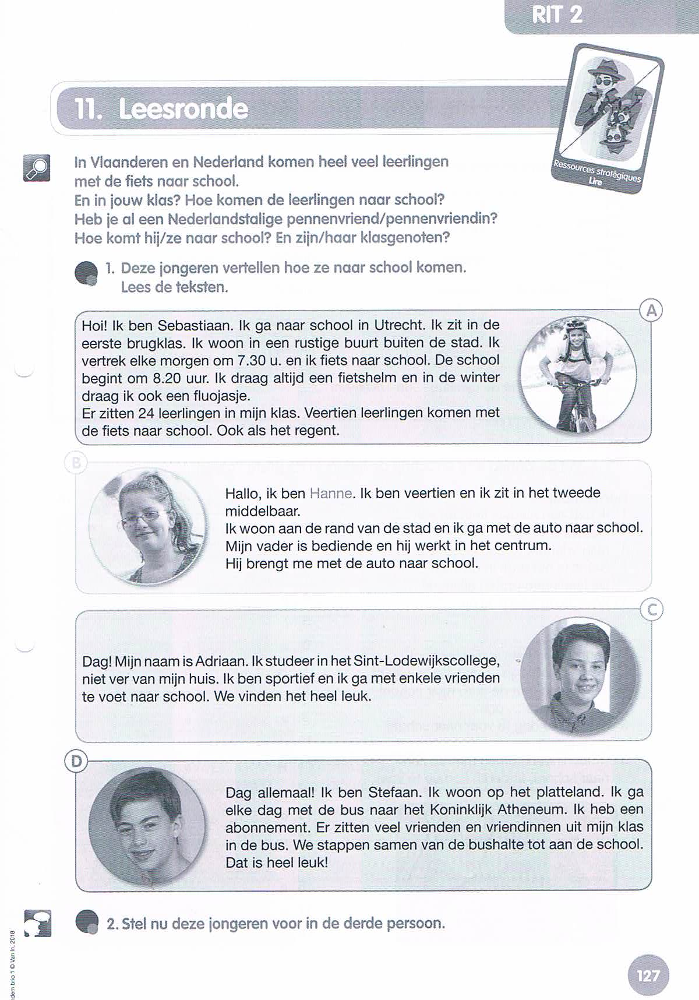 RIT 2
11. Leesronde
Ressources stratégiques
Lire
In Vlaanderen en Nederland komen heel veel leerlingen
met de fiets naar school.
En in jouw klas? Hoe komen de leerlingen naar school?
Heb je al een Nederlandstalige pennenvriend/pennenvriendin?
Hoe komt hij/ze naar school? En zijn/haar klasgenoten?
1. Deze jongeren vertellen hoe ze naar school komen.
Lees de teksten.
A
Hoi! Ik ben Sebastiaan. Ik ga naar school in Utrecht. Ik zit in de
eerste brugklas. Ik woon in een rustige buurt buiten de stad. Ik
vertrek elke morgen om 7.30 u. en ik fiets naar school. De school
begint om 8.20 uur. Ik draag altijd een fietshelm en in de winter
draag ik ook een fluojasje.
Er zitten 24 leerlingen in mijn klas. Veertien leerlingen komen met
de fiets naar school. Ook als het regent.
B
Hallo, ik ben Hanne. Ik ben veertien en ik zit in het tweede
middelbaar.
Ik woon aan de rand van de stad en ik ga met de auto naar school.
Mijn vader is bediende en hij werkt in het centrum.
Hij brengt me met de auto naar school.
C
Dag! Mijn naam is Adriaan. Ik studeer in het Sint-Lodewijkscollege,
niet ver van mijn huis. Ik ben sportief en ik ga met enkele vrienden
te voet naar school. We vinden het heel leuk.
D
Dag allemaal! Ik ben Stefaan. Ik woon op het platteland. Ik ga
elke dag met de bus naar het Koninklijk Atheneum. Ik heb een
abonnement. Er zitten veel vrienden en vriendinnen uit mijn klas
in de bus. We stappen samen van de bushalte tot aan de school.
Dat is heel leuk!
2. Stel nu deze jongeren voor in de derde persoon.
brio 1 © Van In, 2018
127